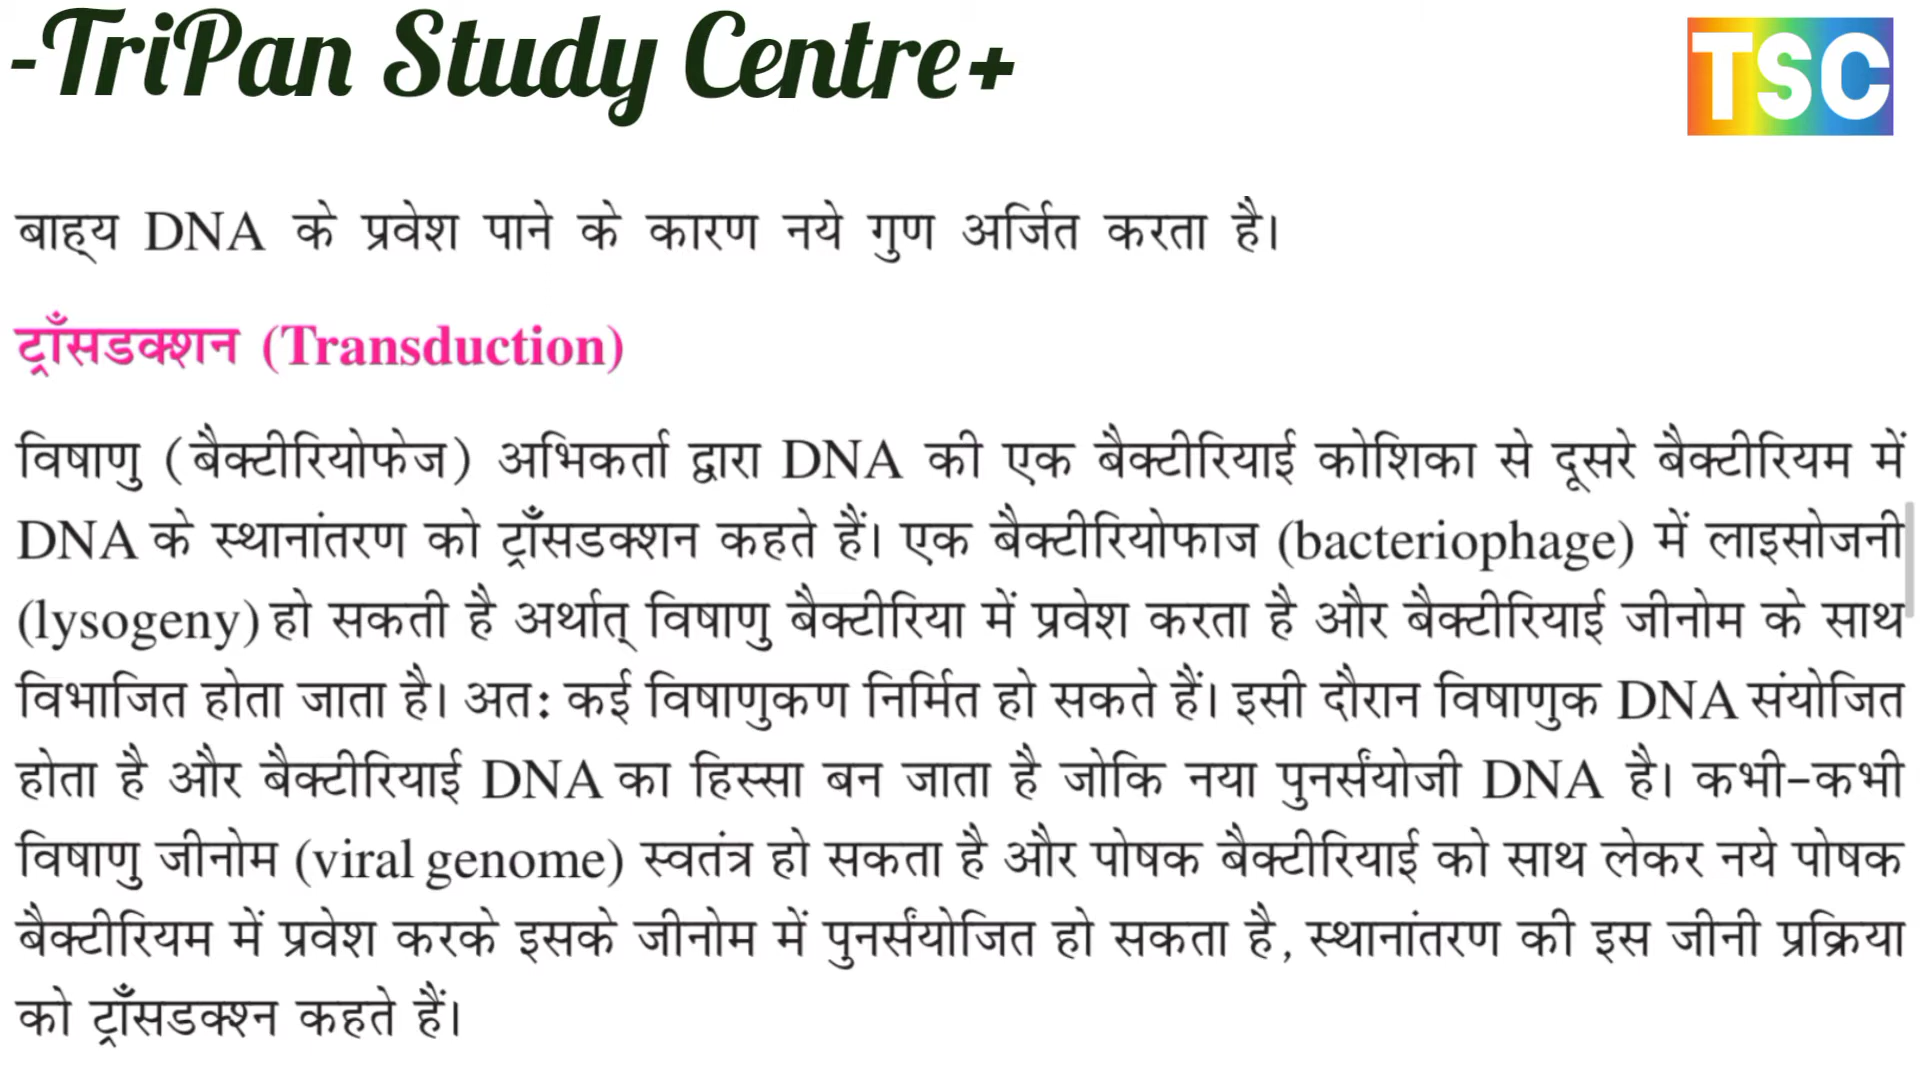 -TriPan Study Centre+
TSC
बाह्य DNA के प्रवेश पाने के कारण नये गुण अर्जित करता है।
ट्राँसडक्शन (Transduction)
विषाणु (बैक्टीरियोफेज) अभिकर्ता द्वारा DNA की एक बैक्टीरियाई कोशिका से दूसरे बैक्टीरियम में
DNA के स्थानांतरण को ट्राँसडक्शन कहते हैं। एक बैक्टीरियोफाज (bacteriophage) में लाइसोजनी
(lysogeny) हो सकती है अर्थात् विषाणु बैक्टीरिया में प्रवेश करता है और बैक्टीरियाई जीनोम के साथ
विभाजित होता जाता है। अतः कई विषाणुकण निर्मित हो सकते हैं। इसी दौरान विषाणुक DNA संयोजित
होता है और बैक्टीरियाई DNA का हिस्सा बन जाता है जोकि नया पुनर्संयोजी DNA है। कभी-कभी
विषाणु जीनोम (viral genome) स्वतंत्र हो सकता है और पोषक बैक्टीरियाई को साथ लेकर नये पोषक
बैक्टीरियम में प्रवेश करके इसके जीनोम में पुनर्संयोजित हो सकता है, स्थानांतरण की इस जीनी प्रक्रिया
को ट्राँसडक्श्न कहते हैं।